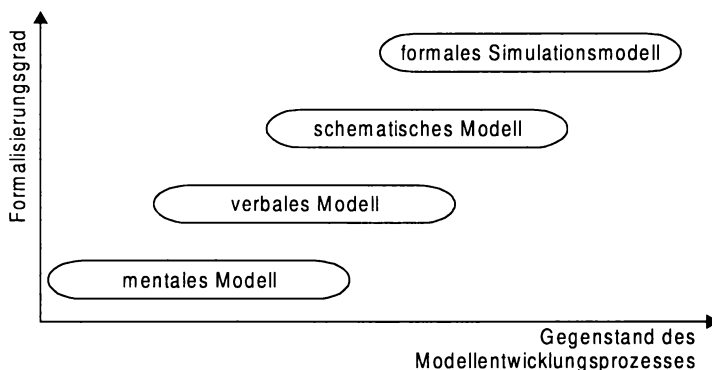 formales Simulationsmodell
schematisches Modell
verbales Modell
mentales Modell
Formalisierungsgrad
Gegenstand des
Modellentwicklungsprozesses